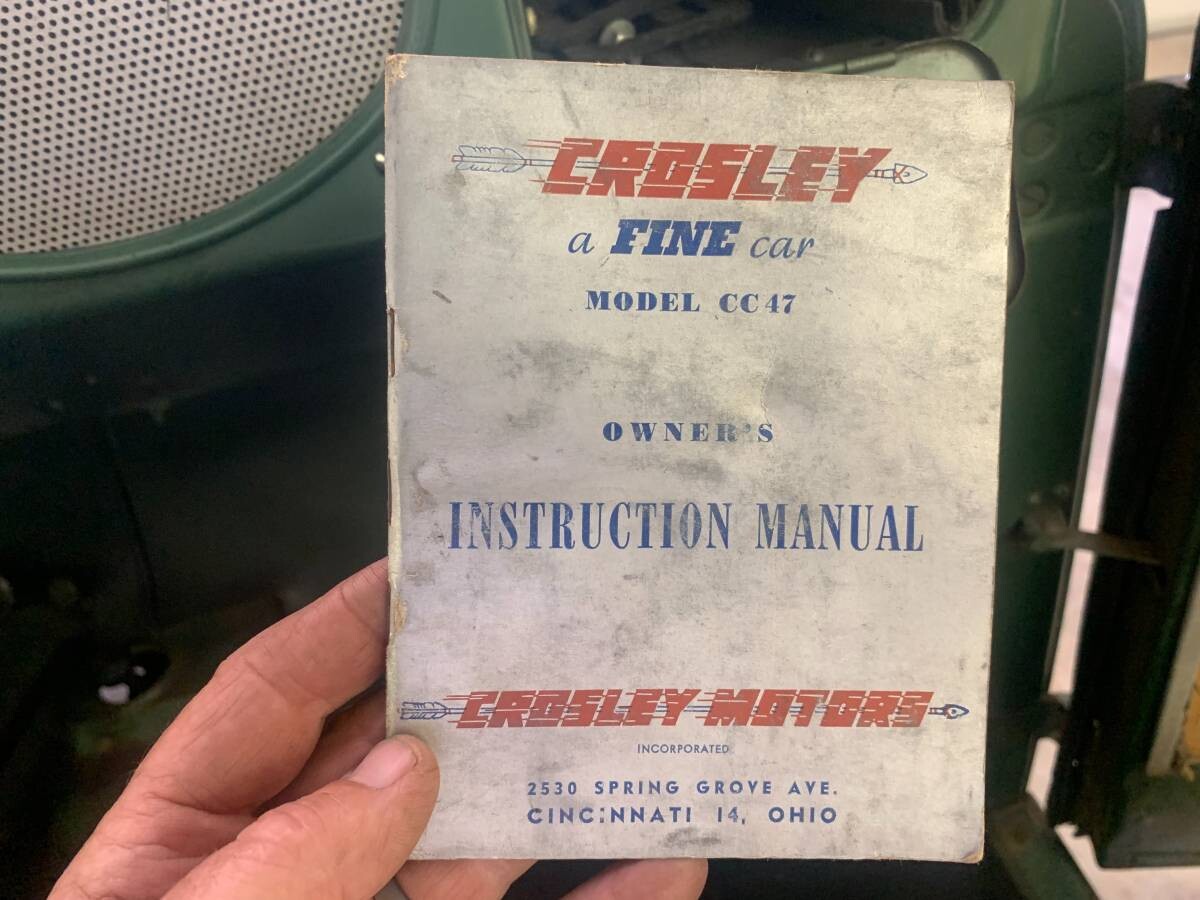 CROSLEY
a FINE car
MODEL CC47
OWNER'S
INSTRUCTION MANUAL
CROSLEY MOTORS
INCORPORATED
2530 SPRING GROVE AVE.
CINCINNATI 14, OHIO